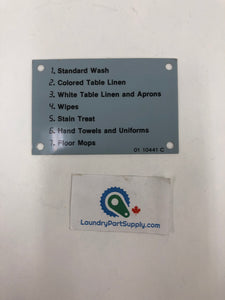 1. Standard Wash
2. Colored Table Linen
3. White Table Linen and Aprons
4. Wipes
5. Stain Treat
6. Hand Towels and Uniforms
7. Floor Mops
01 10441 C
LaundryPartSupply.com